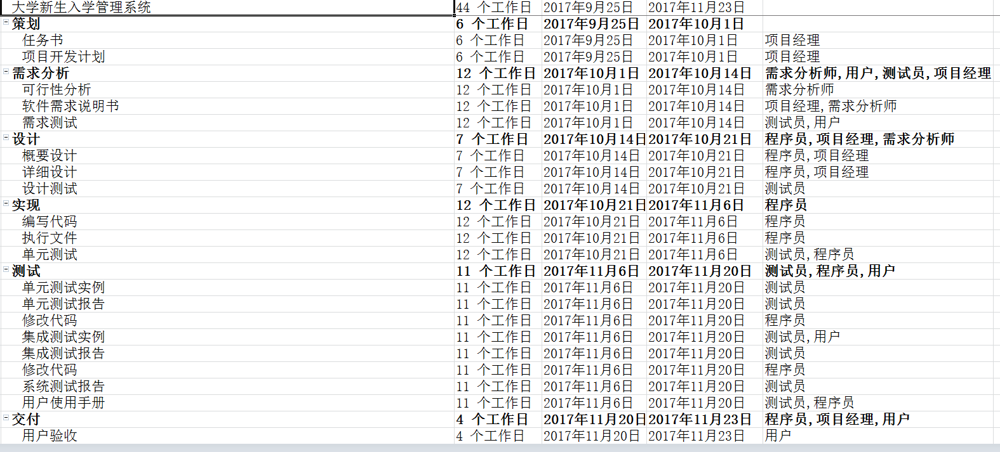 大学新生入学管理系统 44 个工作日 2017年9月25日 2017年11月23日
策划 6 个工作日 2017年9月25日 2017年10月1日
任务书 6 个工作日 2017年9月25日 2017年10月1日 项目经理
项目开发计划 6 个工作日 2017年9月25日 2017年10月1日 项目经理
需求分析 12 个工作日 2017年10月1日 2017年10月14日 需求分析师,用户,测试员,项目经理
可行性分析 12 个工作日 2017年10月1日 2017年10月14日 需求分析师
软件需求说明书 12 个工作日 2017年10月1日 2017年10月14日 项目经理,需求分析师
需求测试 12 个工作日 2017年10月1日 2017年10月14日 测试员,用户
设计 7 个工作日 2017年10月14日 2017年10月21日 程序员,项目经理,需求分析师
概要设计 7 个工作日 2017年10月14日 2017年10月21日 程序员,项目经理
详细设计 7 个工作日 2017年10月14日 2017年10月21日 程序员,项目经理
设计测试 7 个工作日 2017年10月14日 2017年10月21日 测试员
实现 12 个工作日 2017年10月21日 2017年11月6日 程序员
编写代码 12 个工作日 2017年10月21日 2017年11月6日 程序员
执行文件 12 个工作日 2017年10月21日 2017年11月6日 程序员
单元测试 12 个工作日 2017年10月21日 2017年11月6日 测试员,程序员
测试 11 个工作日 2017年11月6日 2017年11月20日 测试员,程序员,用户
单元测试实例 11 个工作日 2017年11月6日 2017年11月20日 测试员
单元测试报告 11 个工作日 2017年11月6日 2017年11月20日 测试员
修改代码 11 个工作日 2017年11月6日 2017年11月20日 程序员
集成测试实例 11 个工作日 2017年11月6日 2017年11月20日 测试员,用户
集成测试报告 11 个工作日 2017年11月6日 2017年11月20日 测试员
修改代码 11 个工作日 2017年11月6日 2017年11月20日 程序员
系统测试报告 11 个工作日 2017年11月6日 2017年11月20日 测试员
用户使用手册 11 个工作日 2017年11月6日 2017年11月20日 测试员,程序员
交付 4 个工作日 2017年11月20日 2017年11月23日 程序员,项目经理,用户
用户验收 4 个工作日 2017年11月20日 2017年11月23日 用户